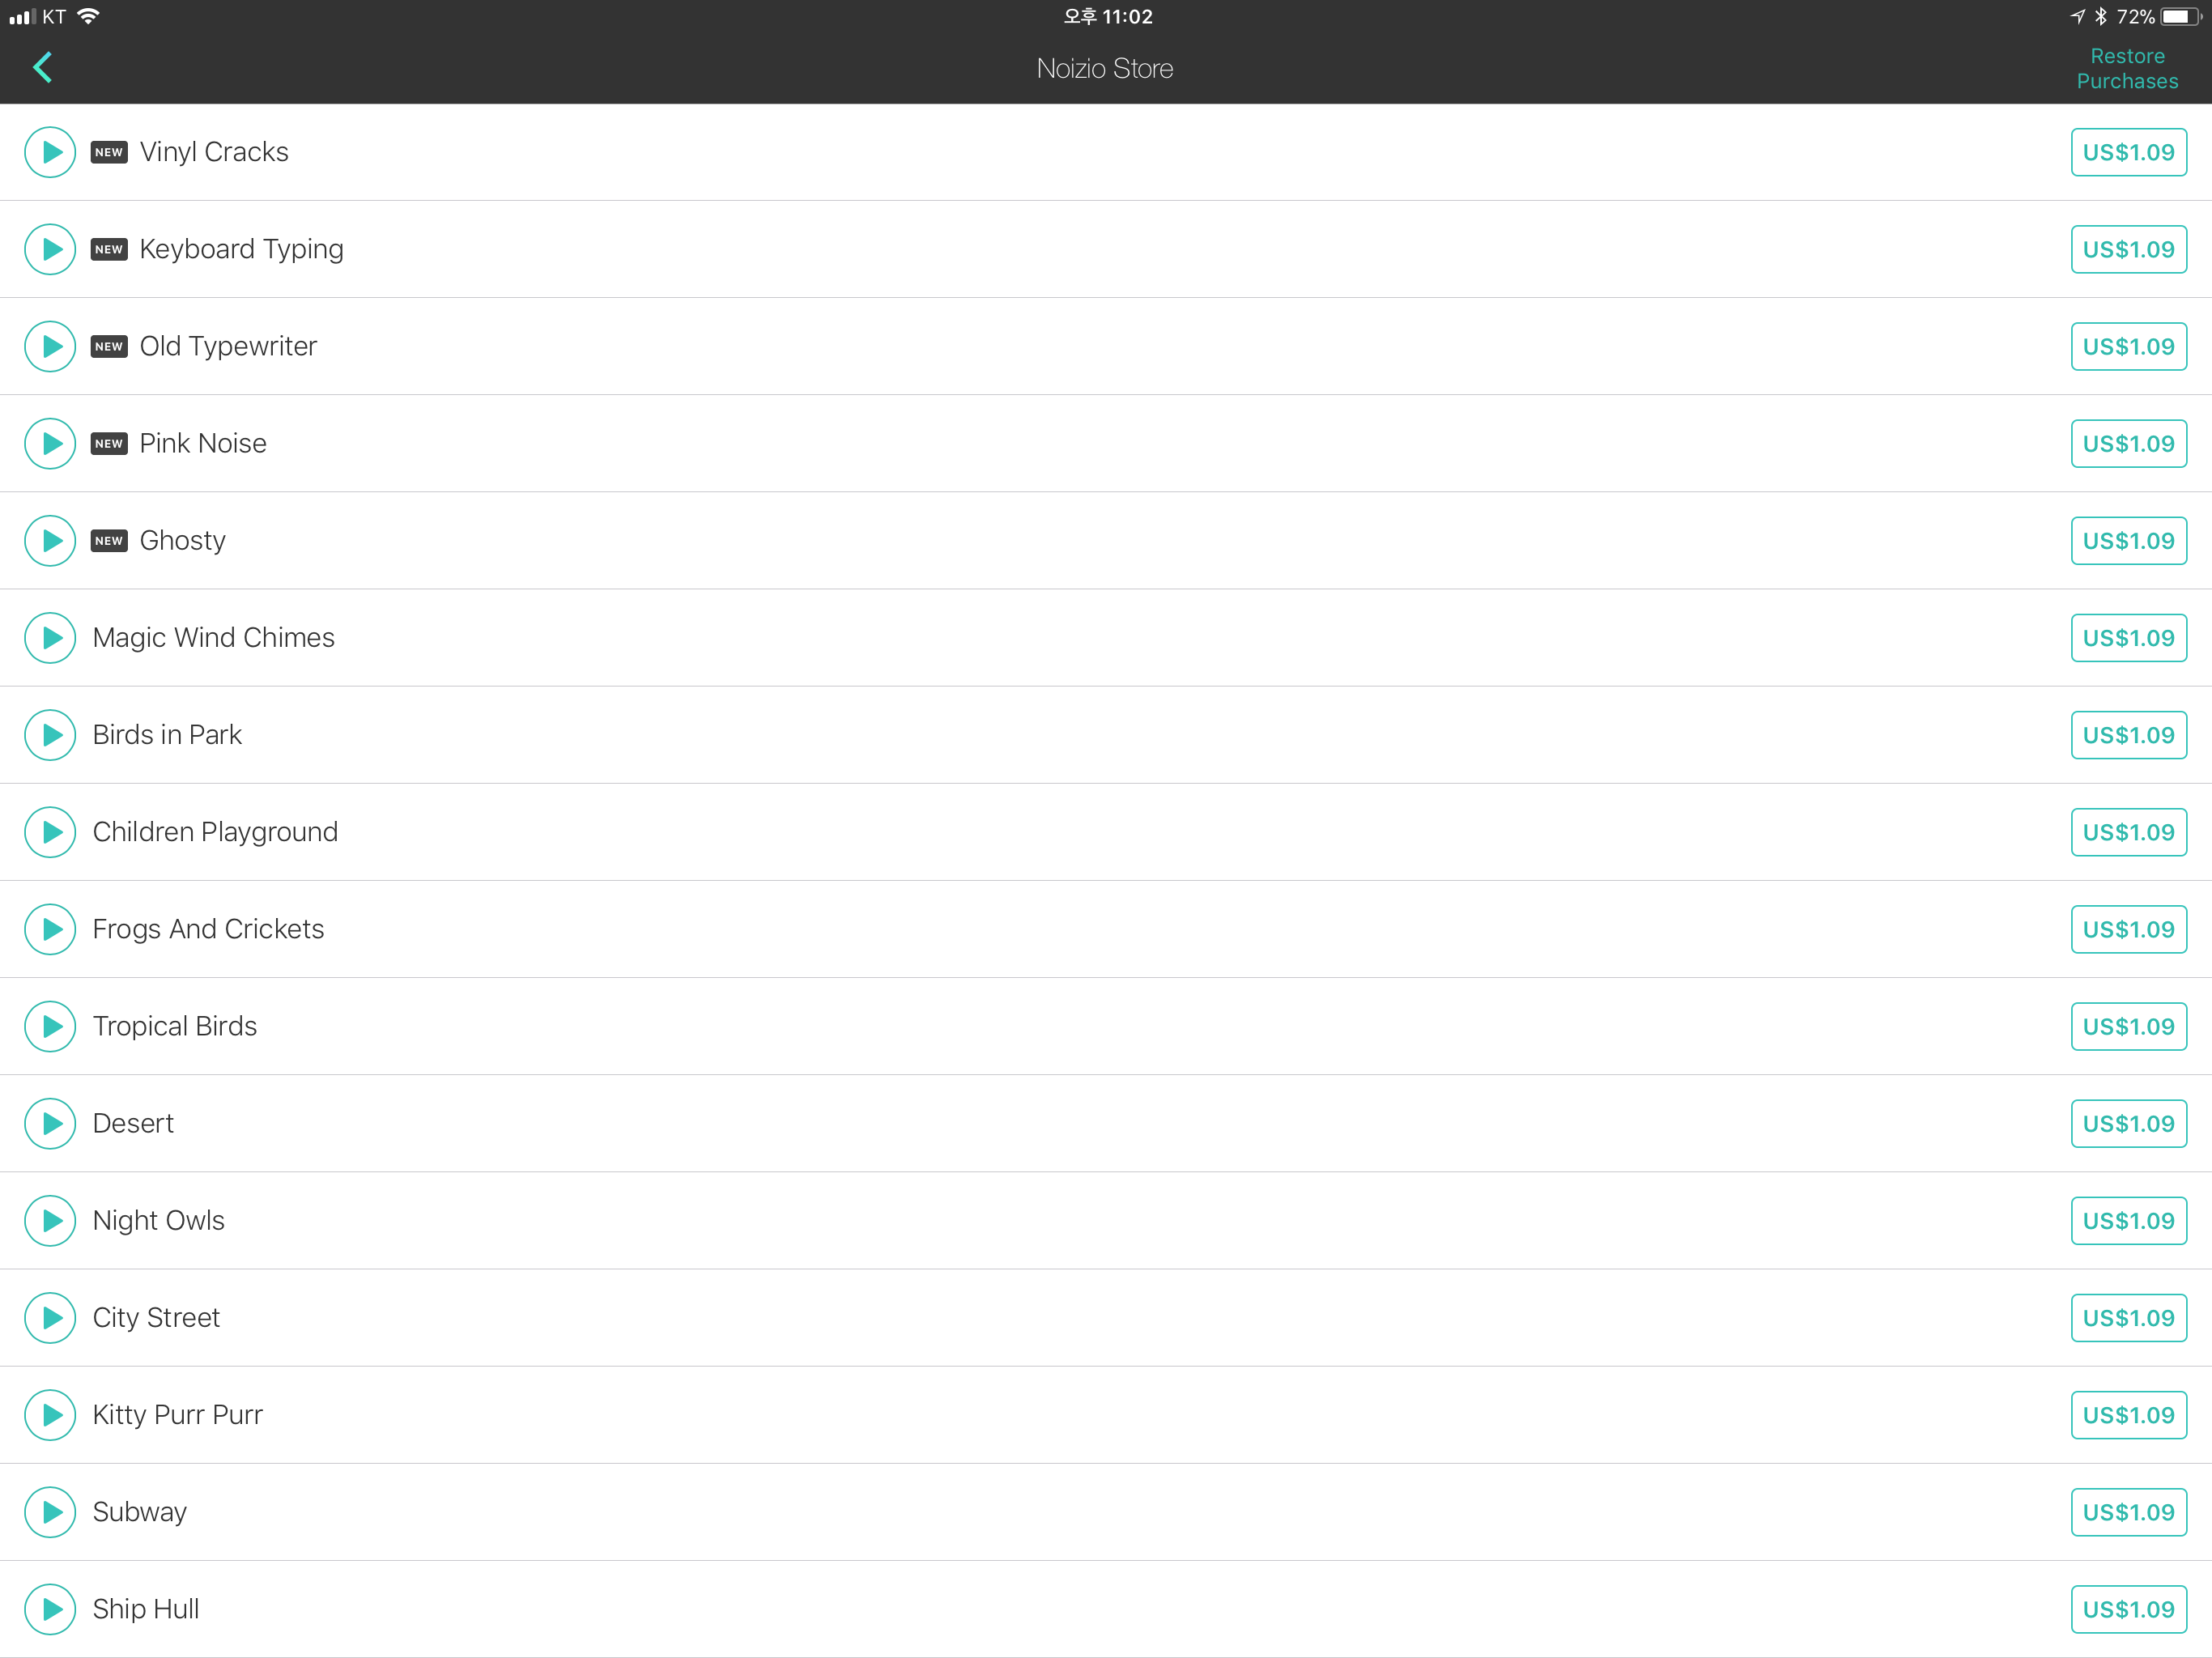 KT 오후 11:02 72%
Noizio Store
Restore
Purchases
NEW Vinyl Cracks US$1.09
NEW Keyboard Typing US$1.09
NEW Old Typewriter US$1.09
NEW Pink Noise US$1.09
NEW Ghosty US$1.09
Magic Wind Chimes US$1.09
Birds in Park US$1.09
Children Playground US$1.09
Frogs And Crickets US$1.09
Tropical Birds US$1.09
Desert US$1.09
Night Owls US$1.09
City Street US$1.09
Kitty Purr Purr US$1.09
Subway US$1.09
Ship Hull US$1.09